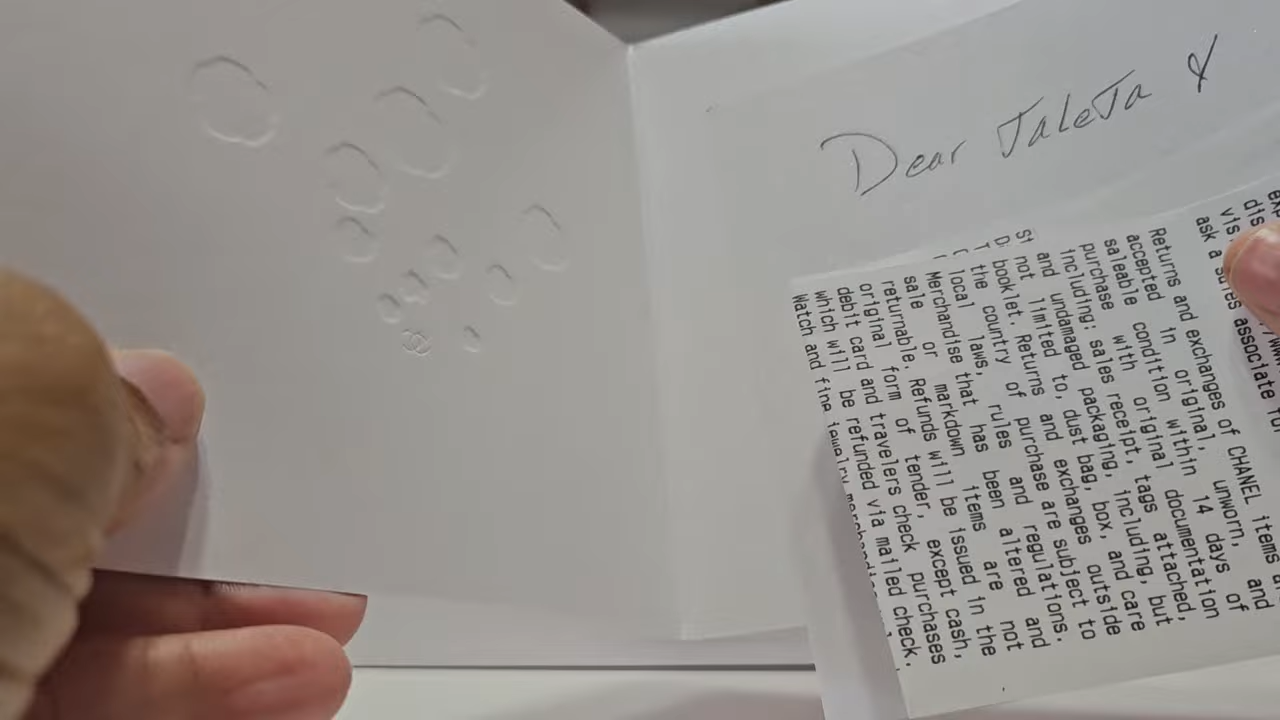 Dear TaleTa &
ask a sales associate for
Returns and exchanges of CHANEL items
accepted in original, unworn, and
saleable condition within 14 days of
purchase with original documentation
including: sales receipt, tags attached,
and undamaged packaging, including, but
not limited to, dust bag, box, and care
booklet. Returns and exchanges outside
the country of purchase are subject to
local laws, rules and regulations.
Merchandise that has been altered and
sale or markdown items are not
returnable. Refunds will be issued in the
original form of tender, except cash,
debit card and travelers check purchases
which will be refunded via mailed check.
Watch and fine jewelry